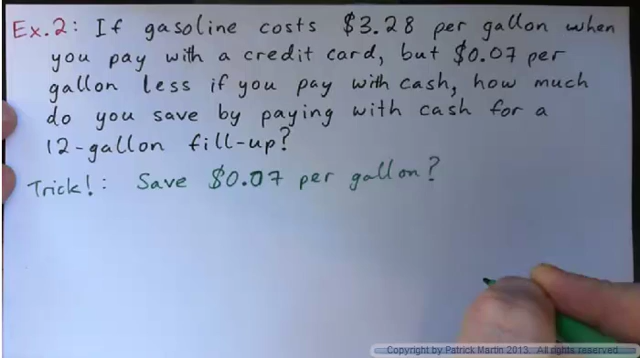 Ex.2: If gasoline costs $3.28 per gallon when
you pay with a credit card, but $0.07 per
gallon less if you pay with cash, how much
do you save by paying with cash for a
12-gallon fill-up?
Trick!: Save $0.07 per gallon?
Copyright by Patrick Martin 2013. All rights reserved